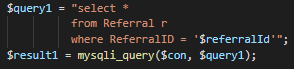 $query1 = "select *
from Referral r
where ReferralID = '$referralId'";
$result1 = mysqli_query($con, $query1);